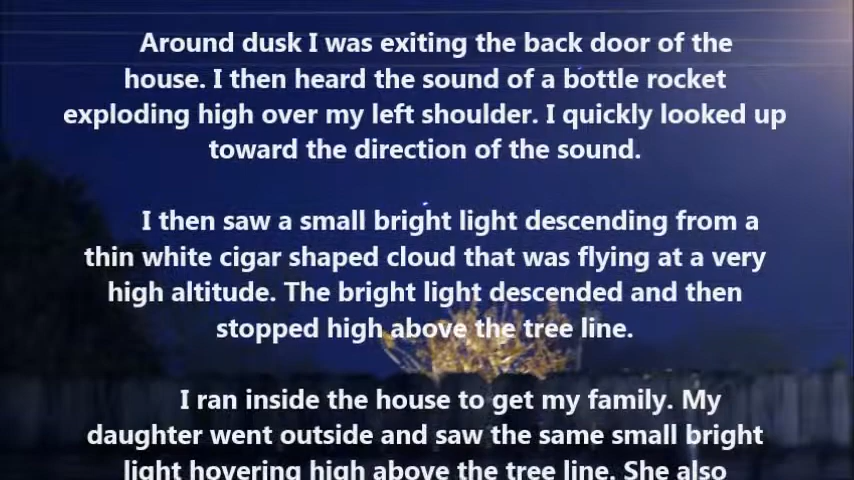 Around dusk I was exiting the back door of the
house. I then heard the sound of a bottle rocket
exploding high over my left shoulder. I quickly looked up
toward the direction of the sound.
I then saw a small bright light descending from a
thin white cigar shaped cloud that was flying at a very
high altitude. The bright light descended and then
stopped high above the tree line.
I ran inside the house to get my family. My
daughter went outside and saw the same small bright
light hovering high above the tree line. She also